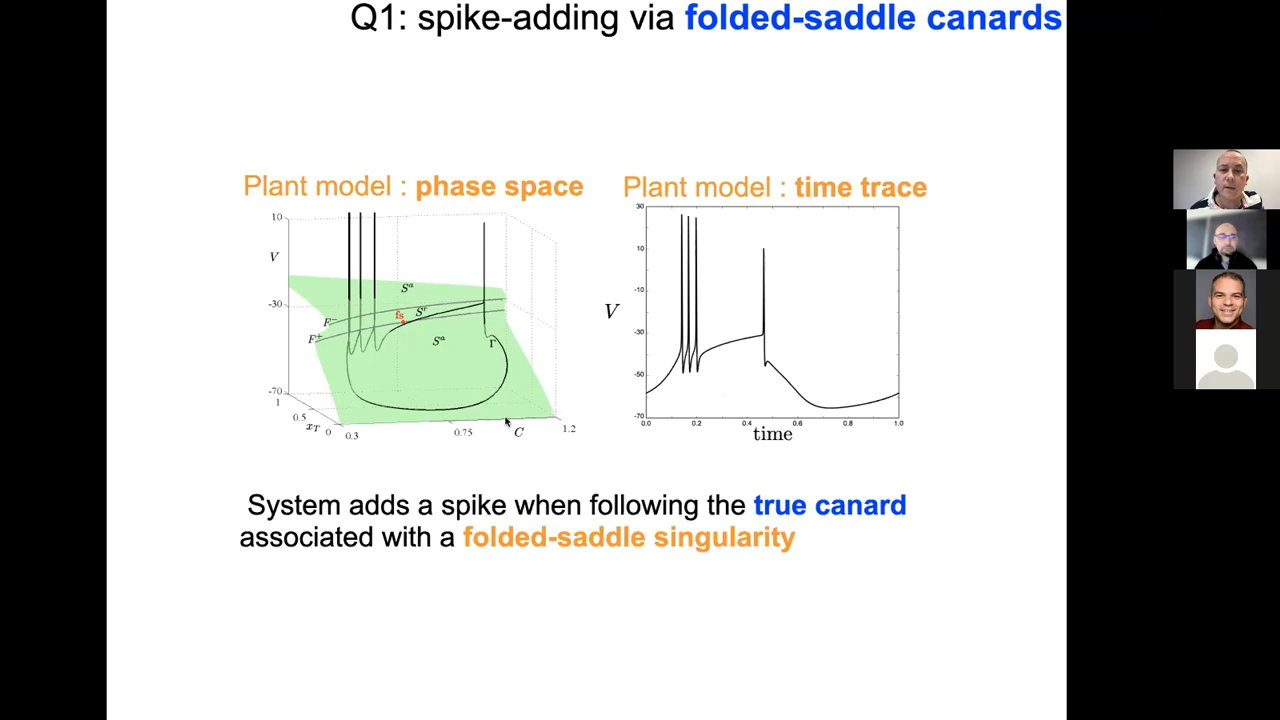 Q1: spike-adding via folded-saddle canards
Plant model : phase space
Plant model : time trace
10
V
-30
-70
1
0.5
0
x_T
0.3
0.75
C
1.2
S^a
F^-
fs
S^r
F^+
S^a
Γ
30
10
-10
V
-30
-50
-70
0.0
0.2
0.4
0.6
0.8
1.0
time
System adds a spike when following the true canard
associated with a folded-saddle singularity